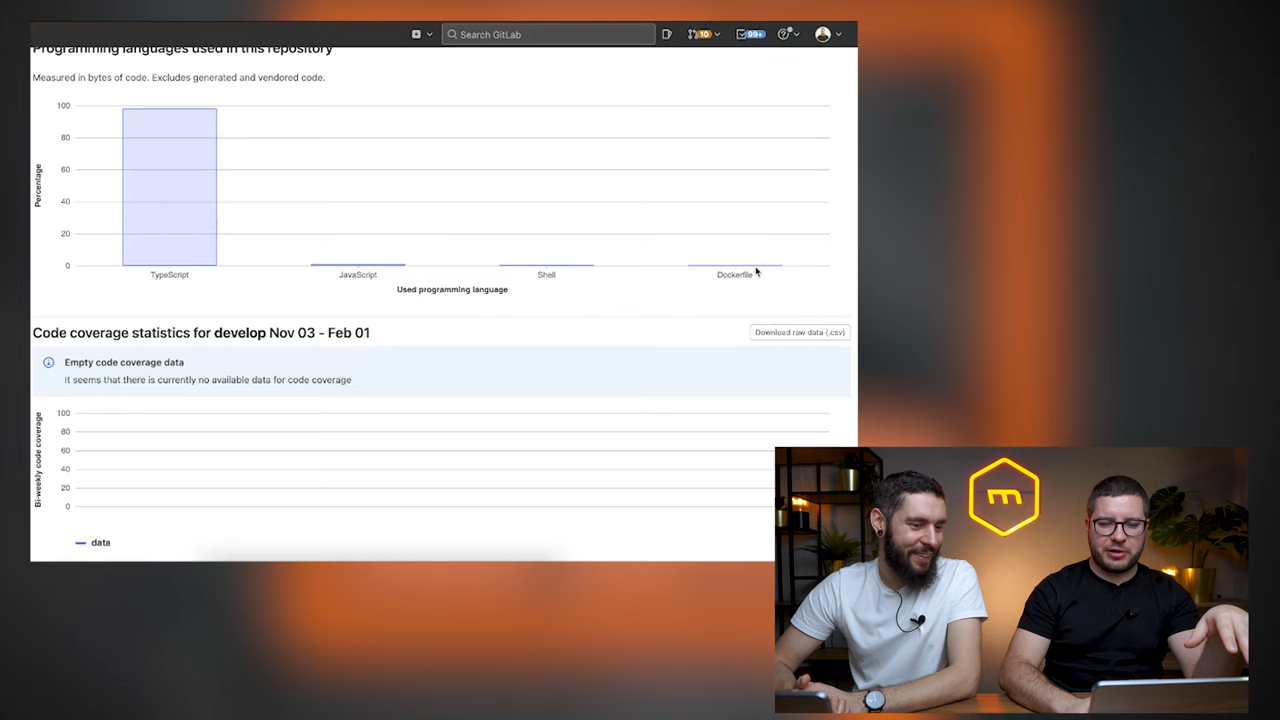 Search GitLab
10
99+
Programming languages used in this repository
Measured in bytes of code. Excludes generated and vendored code.
Percentage
100
80
60
40
20
0
TypeScript
JavaScript
Shell
Dockerfile
Used programming language
Code coverage statistics for develop Nov 03 - Feb 01
Download raw data (.csv)
Empty code coverage data
It seems that there is currently no available data for code coverage
Bi-weekly code coverage
100
80
60
40
20
0
data
m